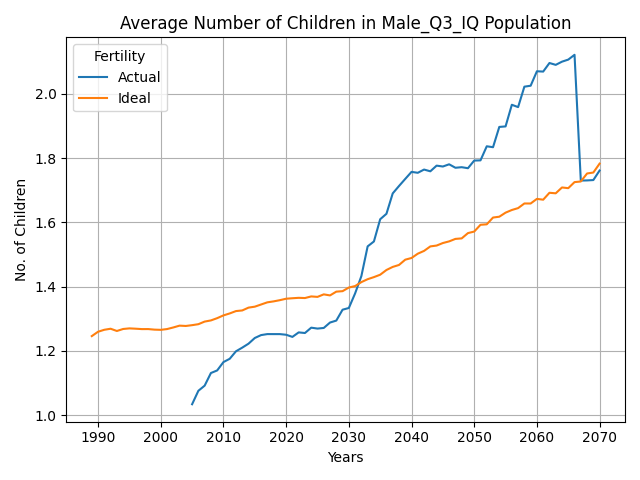 Average Number of Children in Male_Q3_IQ Population
Fertility
Actual
Ideal
No. of Children
2.0
1.8
1.6
1.4
1.2
1.0
1990 2000 2010 2020 2030 2040 2050 2060 2070
Years